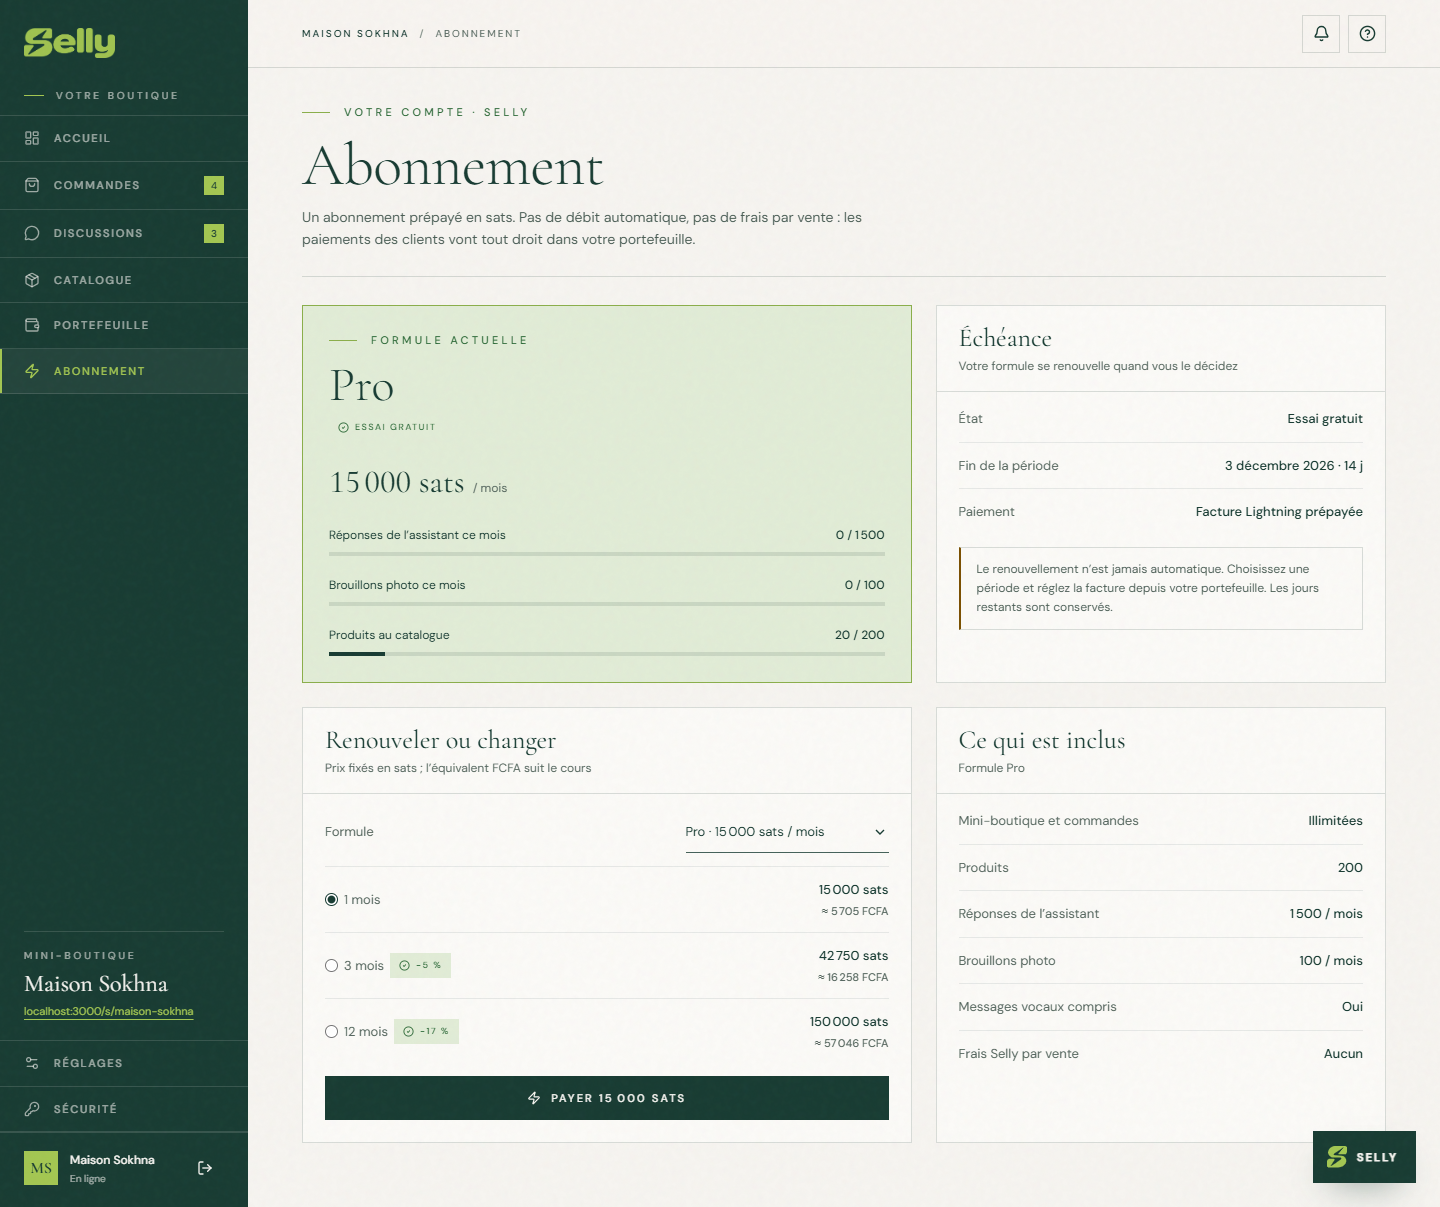 Selly
VOTRE BOUTIQUE
ACCUEIL
COMMANDES 4
DISCUSSIONS 3
CATALOGUE
PORTEFEUILLE
ABONNEMENT
MINI-BOUTIQUE
Maison Sokhna
localhost:3000/s/maison-sokhna
RÉGLAGES
SÉCURITÉ
MS
Maison Sokhna
En ligne
MAISON SOKHNA / ABONNEMENT
VOTRE COMPTE · SELLY
Abonnement
Un abonnement prépayé en sats. Pas de débit automatique, pas de frais par vente : les
paiements des clients vont tout droit dans votre portefeuille.
FORMULE ACTUELLE
Pro
ESSAI GRATUIT
15 000 sats / mois
Réponses de l’assistant ce mois 0 / 1 500
Brouillons photo ce mois 0 / 100
Produits au catalogue 20 / 200
Échéance
Votre formule se renouvelle quand vous le décidez
État Essai gratuit
Fin de la période 3 décembre 2026 · 14 j
Paiement Facture Lightning prépayée
Le renouvellement n’est jamais automatique. Choisissez une
période et réglez la facture depuis votre portefeuille. Les jours
restants sont conservés.
Renouveler ou changer
Prix fixés en sats ; l’équivalent FCFA suit le cours
Formule Pro · 15 000 sats / mois
1 mois 15 000 sats
≈ 5 705 FCFA
3 mois -5 % 42 750 sats
≈ 16 258 FCFA
12 mois -17 % 150 000 sats
≈ 57 046 FCFA
PAYER 15 000 SATS
Ce qui est inclus
Formule Pro
Mini-boutique et commandes Illimitées
Produits 200
Réponses de l’assistant 1 500 / mois
Brouillons photo 100 / mois
Messages vocaux compris Oui
Frais Selly par vente Aucun
SELLY